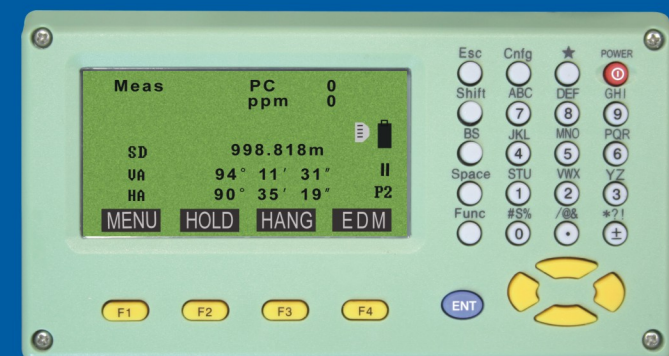 Meas PC 0
ppm 0
SD 998.818m
VA 94° 11′ 31″ II
HA 90° 35′ 19″ P2
MENU HOLD HANG EDM
F1 F2 F3 F4
Esc Cnfg ★ POWER
Shift ABC DEF GHI
7 8 9
BS JKL MNO PQR
4 5 6
Space STU VWX YZ
1 2 3
Func #S% /@& *?!
0 • ±
ENT